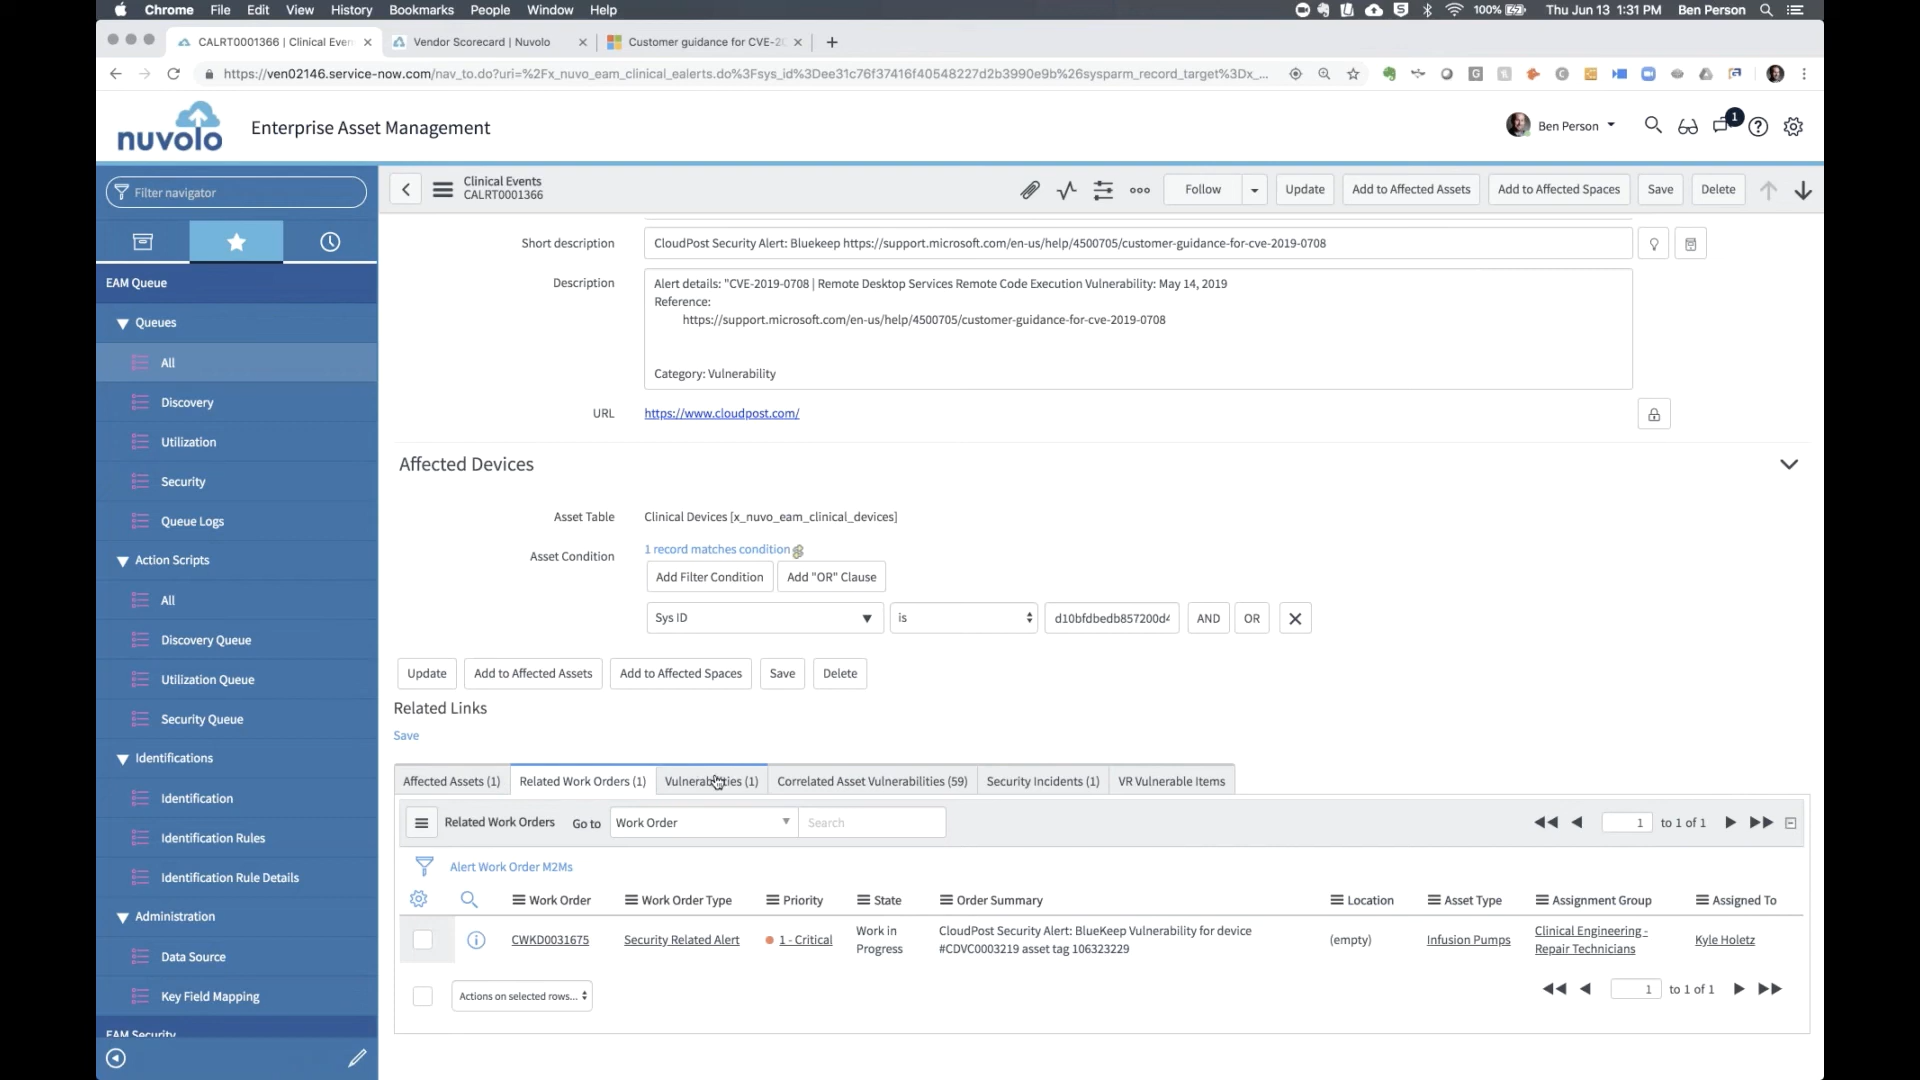 Chrome File Edit View History Bookmarks People Window Help 100% Thu Jun 13 1:31 PM Ben Person
CALRT0001366 | Clinical Even Vendor Scorecard | Nuvolo Customer guidance for CVE-20
https://ven02146.service-now.com/nav_to.do?uri=%2Fx_nuvo_eam_clinical_ealerts.do%3Fsys_id%3Dee31c76f37416f40548227d2b3990e9b%26sysparm_record_target%3Dx_...
nuvolo Enterprise Asset Management Ben Person 1
Filter navigator
EAM Queue
Queues
All
Discovery
Utilization
Security
Queue Logs
Action Scripts
All
Discovery Queue
Utilization Queue
Security Queue
Identifications
Identification
Identification Rules
Identification Rule Details
Administration
Data Source
Key Field Mapping
EAM Security
Clinical Events
CALRT0001366
Follow Update Add to Affected Assets Add to Affected Spaces Save Delete
Short description CloudPost Security Alert: Bluekeep https://support.microsoft.com/en-us/help/4500705/customer-guidance-for-cve-2019-0708
Description Alert details: "CVE-2019-0708 | Remote Desktop Services Remote Code Execution Vulnerability: May 14, 2019
Reference:
https://support.microsoft.com/en-us/help/4500705/customer-guidance-for-cve-2019-0708
Category: Vulnerability
URL https://www.cloudpost.com/
Affected Devices
Asset Table Clinical Devices [x_nuvo_eam_clinical_devices]
Asset Condition 1 record matches condition
Add Filter Condition Add "OR" Clause
Sys ID is d10bfdbedb857200d4 AND OR
Update Add to Affected Assets Add to Affected Spaces Save Delete
Related Links
Save
Affected Assets (1) Related Work Orders (1) Vulnerabilities (1) Correlated Asset Vulnerabilities (59) Security Incidents (1) VR Vulnerable Items
Related Work Orders Go to Work Order Search 1 to 1 of 1
Alert Work Order M2Ms
Work Order Work Order Type Priority State Order Summary Location Asset Type Assignment Group Assigned To
CWKD0031675 Security Related Alert 1 - Critical Work in Progress CloudPost Security Alert: BlueKeep Vulnerability for device #CDVC0003219 asset tag 106323229 (empty) Infusion Pumps Clinical Engineering - Repair Technicians Kyle Holetz
Actions on selected rows... 1 to 1 of 1